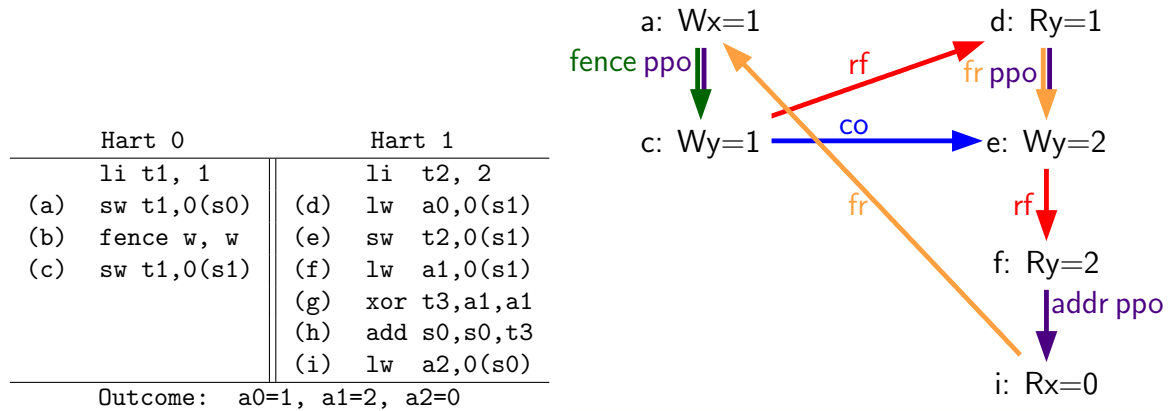 Hart 0 Hart 1
li t1, 1 li t2, 2
(a) sw t1,0(s0) (d) lw a0,0(s1)
(b) fence w, w (e) sw t2,0(s1)
(c) sw t1,0(s1) (f) lw a1,0(s1)
(g) xor t3,a1,a1
(h) add s0,s0,t3
(i) lw a2,0(s0)
Outcome: a0=1, a1=2, a2=0
a: Wx=1 d: Ry=1
fence ppo rf fr ppo
c: Wy=1 co e: Wy=2
fr rf
f: Ry=2
addr ppo
i: Rx=0